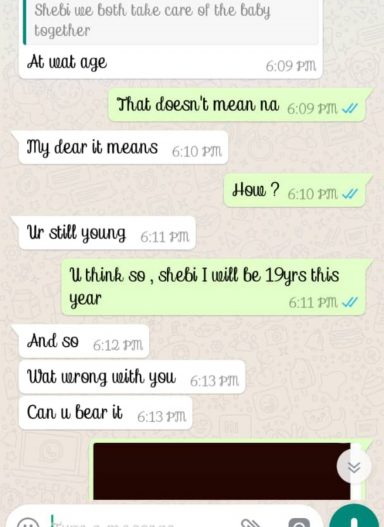 Shebi we both take care of the baby
together
At wat age
6:09 PM
That doesn't mean na 6:09 PM
My dear it means 6:10 PM
How ? 6:10 PM
Ur still young 6:11 PM
U think so , shebi I will be 19yrs this
year
6:11 PM
And so 6:12 PM
Wat wrong with you 6:13 PM
Can u bear it 6:13 PM